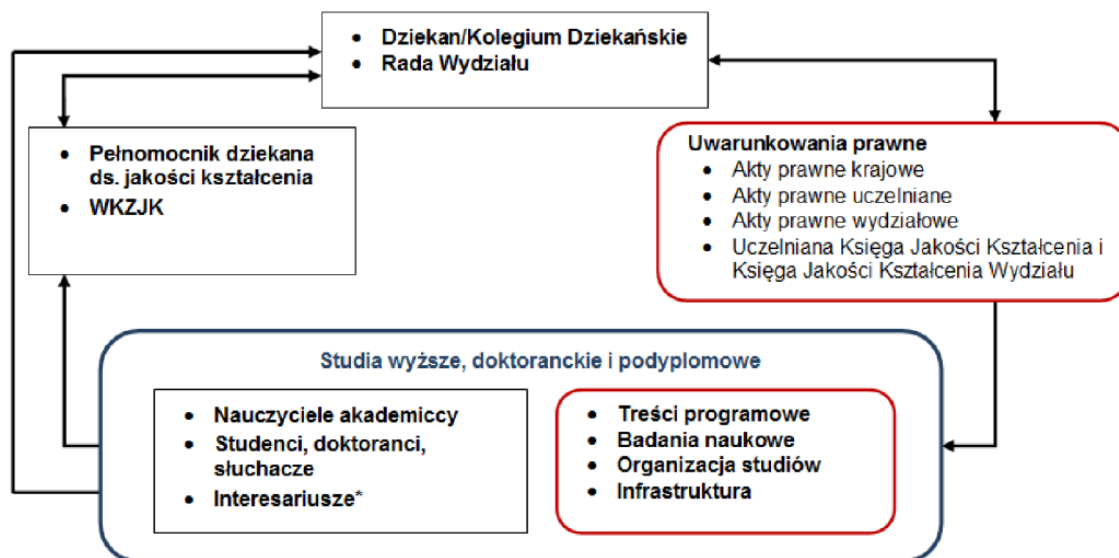 • Dziekan/Kolegium Dziekańskie
• Rada Wydziału
• Pełnomocnik dziekana
ds. jakości kształcenia
• WKZJK
Uwarunkowania prawne
• Akty prawne krajowe
• Akty prawne uczelniane
• Akty prawne wydziałowe
• Uczelniana Księga Jakości Kształcenia i
Księga Jakości Kształcenia Wydziału
Studia wyższe, doktoranckie i podyplomowe
• Nauczyciele akademiccy
• Studenci, doktoranci,
słuchacze
• Interesariusze*
• Treści programowe
• Badania naukowe
• Organizacja studiów
• Infrastruktura